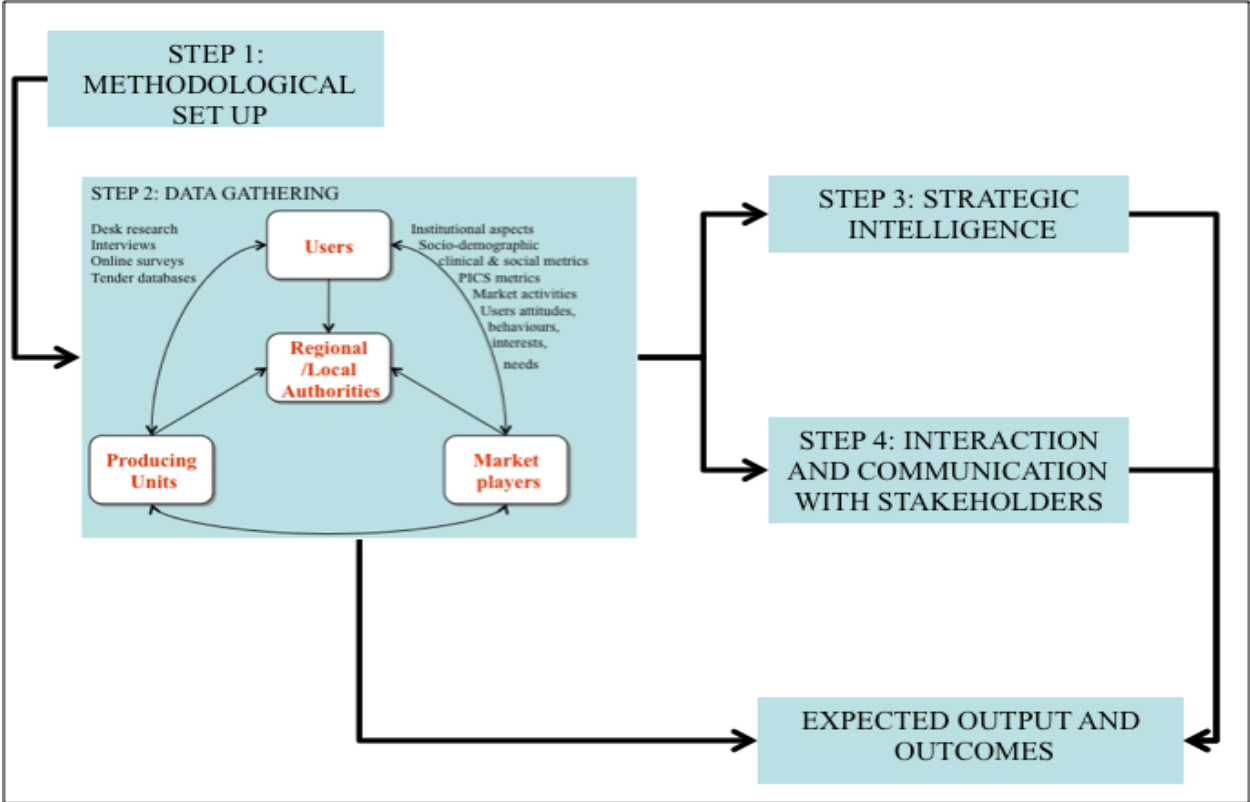 STEP 1:
METHODOLOGICAL
SET UP
STEP 2: DATA GATHERING
Desk research
Interviews
Online surveys
Tender databases
Users
Institutional aspects
Socio-demographic
clinical & social metrics
PICS metrics
Market activities
Users attitudes,
behaviours,
interests,
needs
Regional
/Local
Authorities
Producing
Units
Market
players
STEP 3: STRATEGIC
INTELLIGENCE
STEP 4: INTERACTION
AND COMMUNICATION
WITH STAKEHOLDERS
EXPECTED OUTPUT AND
OUTCOMES